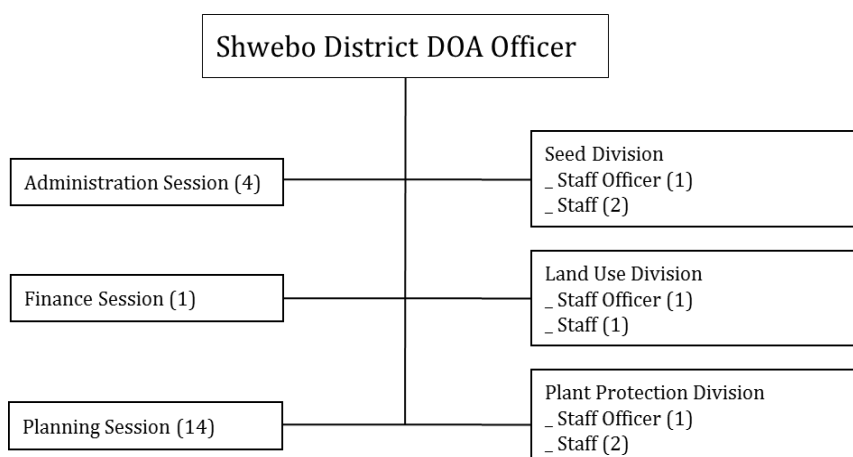 Shwebo District DOA Officer
Administration Session (4)
Seed Division
_ Staff Officer (1)
_ Staff (2)
Finance Session (1)
Land Use Division
_ Staff Officer (1)
_ Staff (1)
Planning Session (14)
Plant Protection Division
_ Staff Officer (1)
_ Staff (2)